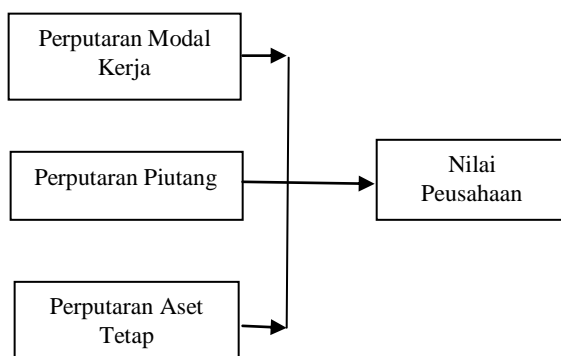 Perputaran Modal
Kerja
Perputaran Piutang
Nilai
Peusahaan
Perputaran Aset
Tetap